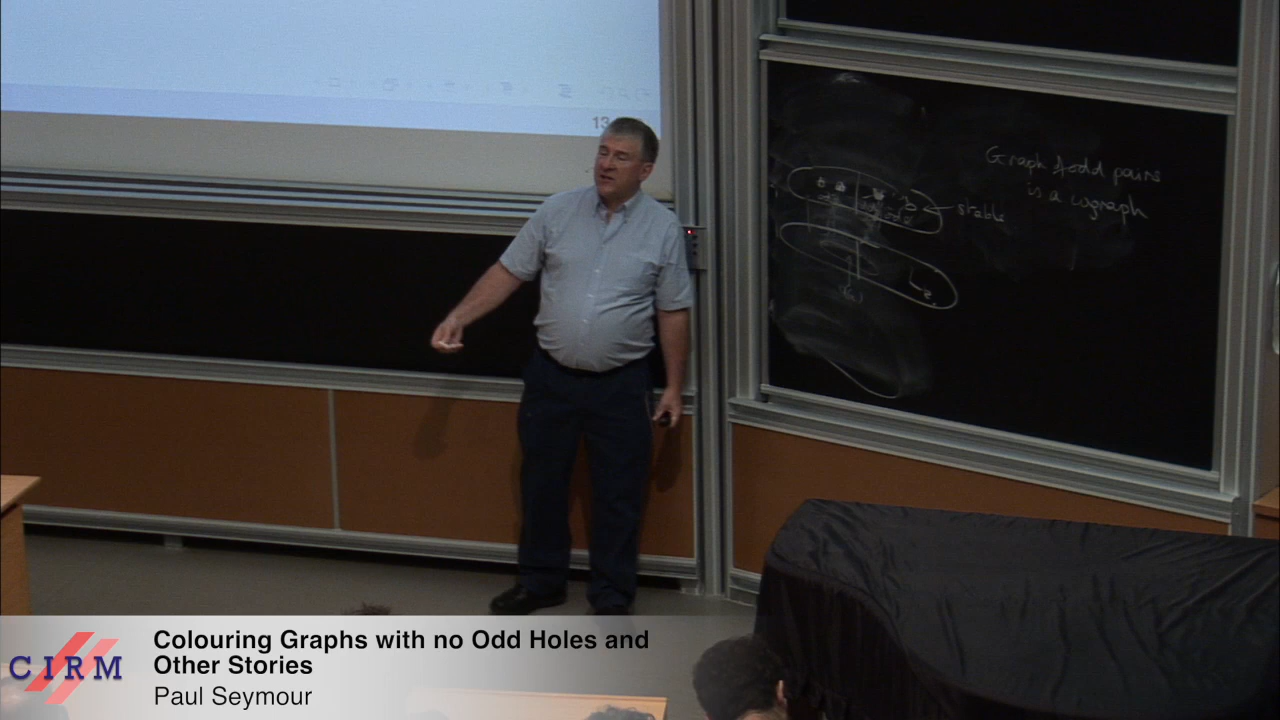 13
Graph of odd pairs
is a cograph
stable
CIRM
Colouring Graphs with no Odd Holes and
Other Stories
Paul Seymour